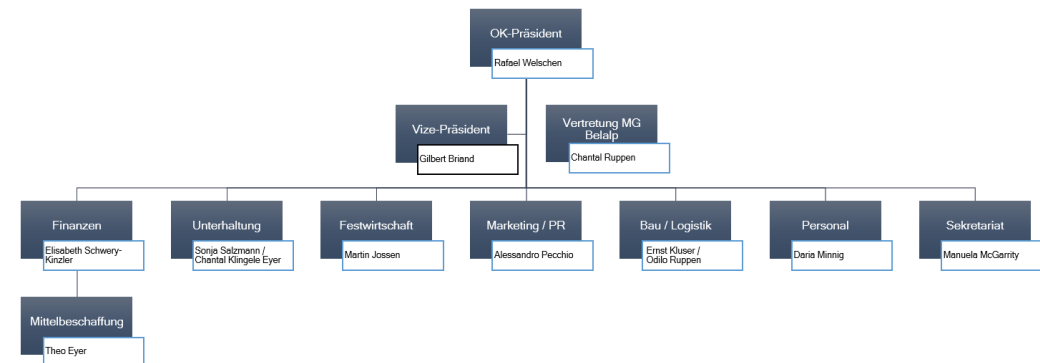 OK-Präsident
Rafael Welschen
Vize-Präsident
Gilbert Briand
Vertretung MG
Belalp
Chantal Ruppen
Finanzen
Elisabeth Schwery-
Kinzler
Unterhaltung
Sonja Salzmann /
Chantal Klingele Eyer
Festwirtschaft
Martin Jossen
Marketing / PR
Alessandro Pecchio
Bau / Logistik
Ernst Kluser /
Odilo Ruppen
Personal
Daria Minnig
Sekretariat
Manuela McGarrity
Mittelbeschaffung
Theo Eyer